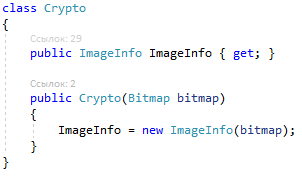 class Crypto
{
Ссылок: 29
public ImageInfo ImageInfo { get; }
Ссылок: 2
public Crypto(Bitmap bitmap)
{
ImageInfo = new ImageInfo(bitmap);
}
}